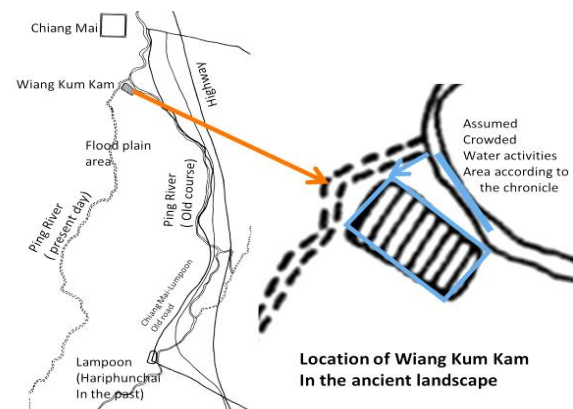 Chiang Mai
Wiang Kum Kam
Highway
Flood plain
area
Ping River
( present day)
Ping River
( Old course)
Chiang Mai-Lumpoon
Old road
Lampoon
(Hariphunchai
In the past)
Assumed
Crowded
Water activities
Area according to
the chronicle
Location of Wiang Kum Kam
In the ancient landscape